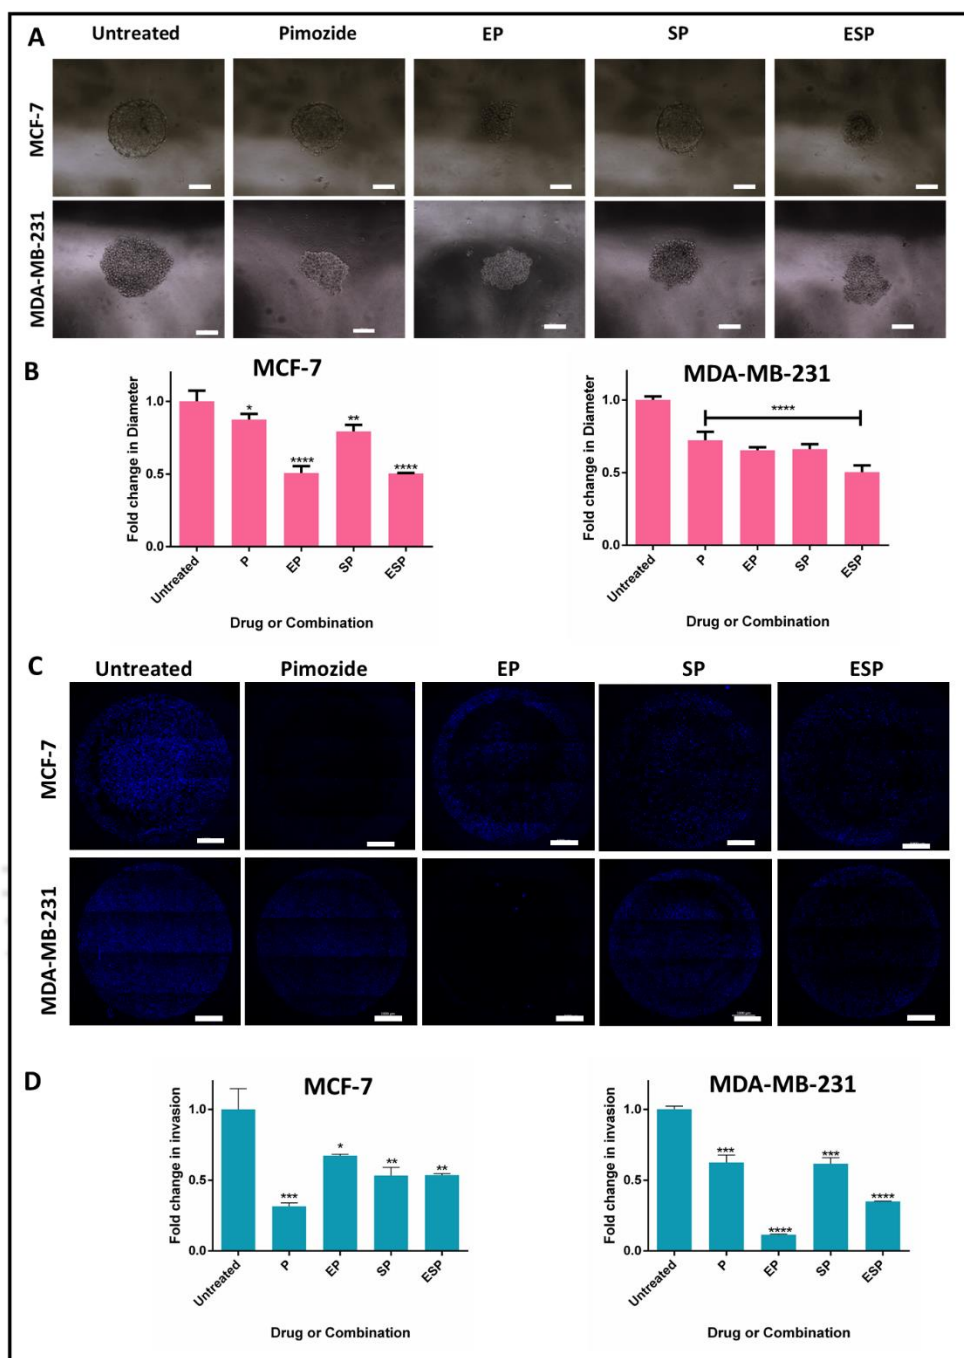 A
Untreated Pimozide EP SP ESP
MCF-7
MDA-MB-231
B
MCF-7
Fold change in Diameter
1.0
0.5
0.0
* **** ** ****
Untreated P EP SP ESP
Drug or Combination
MDA-MB-231
Fold change in Diameter
1.0
0.5
0.0
****
Untreated P EP SP ESP
Drug or Combination
C
Untreated Pimozide EP SP ESP
MCF-7
MDA-MB-231
D
MCF-7
Fold change in invasion
1.0
0.5
0.0
*** * ** **
Untreated P EP SP ESP
Drug or Combination
MDA-MB-231
Fold change in invasion
1.0
0.5
0.0
*** **** *** ****
Untreated P EP SP ESP
Drug or Combination